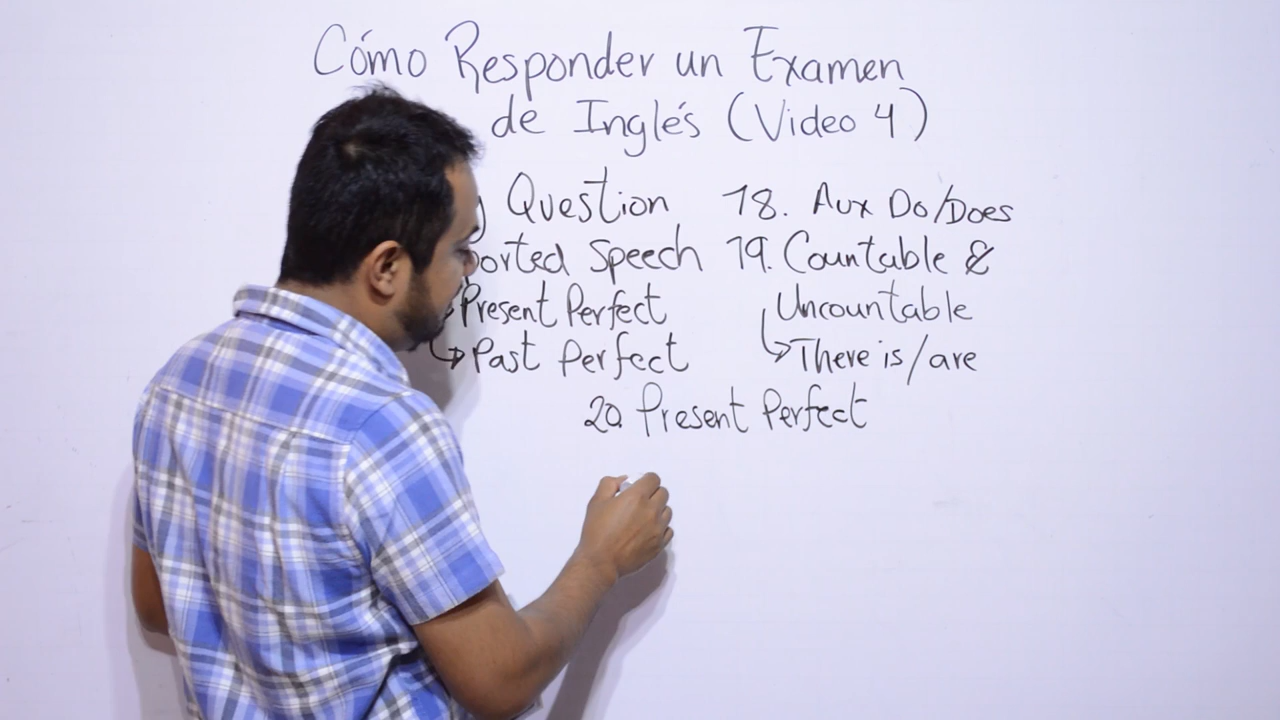 Cómo Responder un Examen
de Inglés (Video 4)
Question 18. Aux Do/Does
Speech 19. Countable &
Present Perfect Uncountable
↳ Past Perfect ↳ There is/are
20. Present Perfect